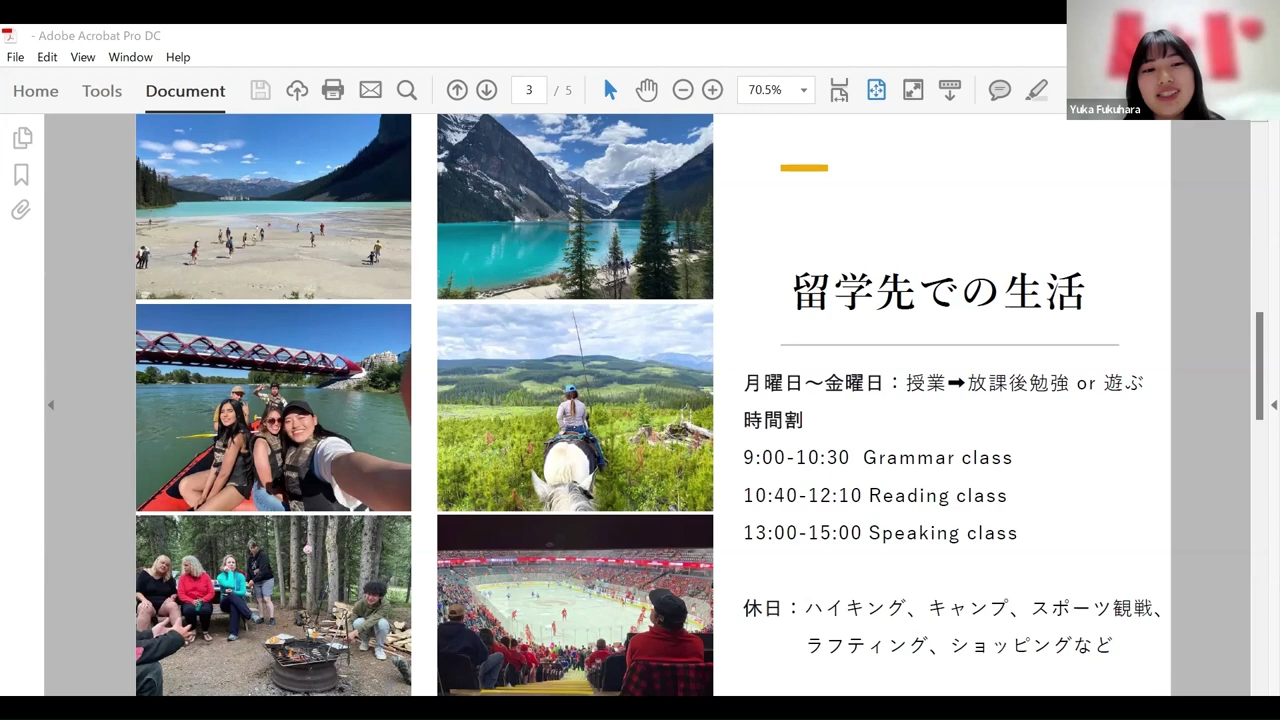 - Adobe Acrobat Pro DC
File Edit View Window Help
Home Tools Document 3 / 5 70.5%
Yuka Fukuhara
留学先での生活
月曜日〜金曜日：授業➡放課後勉強 or 遊ぶ
時間割
9:00-10:30 Grammar class
10:40-12:10 Reading class
13:00-15:00 Speaking class
休日：ハイキング、キャンプ、スポーツ観戦、
ラフティング、ショッピングなど